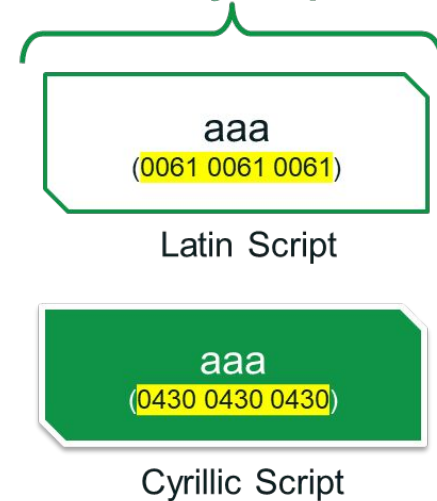 aaa
(0061 0061 0061)
Latin Script
ааа
(0430 0430 0430)
Cyrillic Script